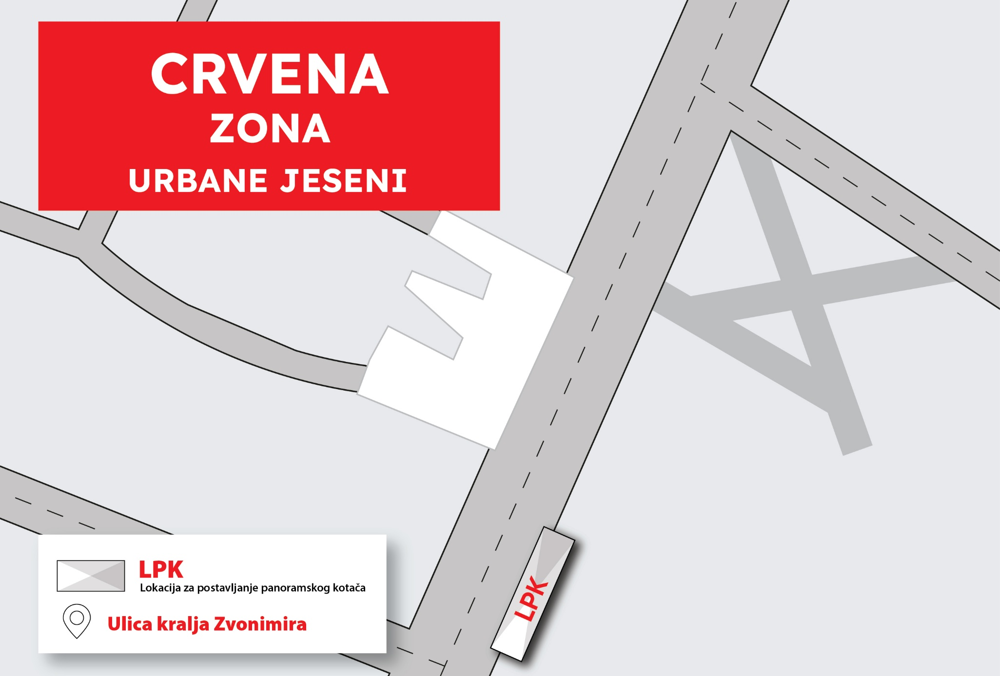 CRVENA
ZONA
URBANE JESENI
LPK
LPK
Lokacija za postavljanje panoramskog kotača
Ulica kralja Zvonimira